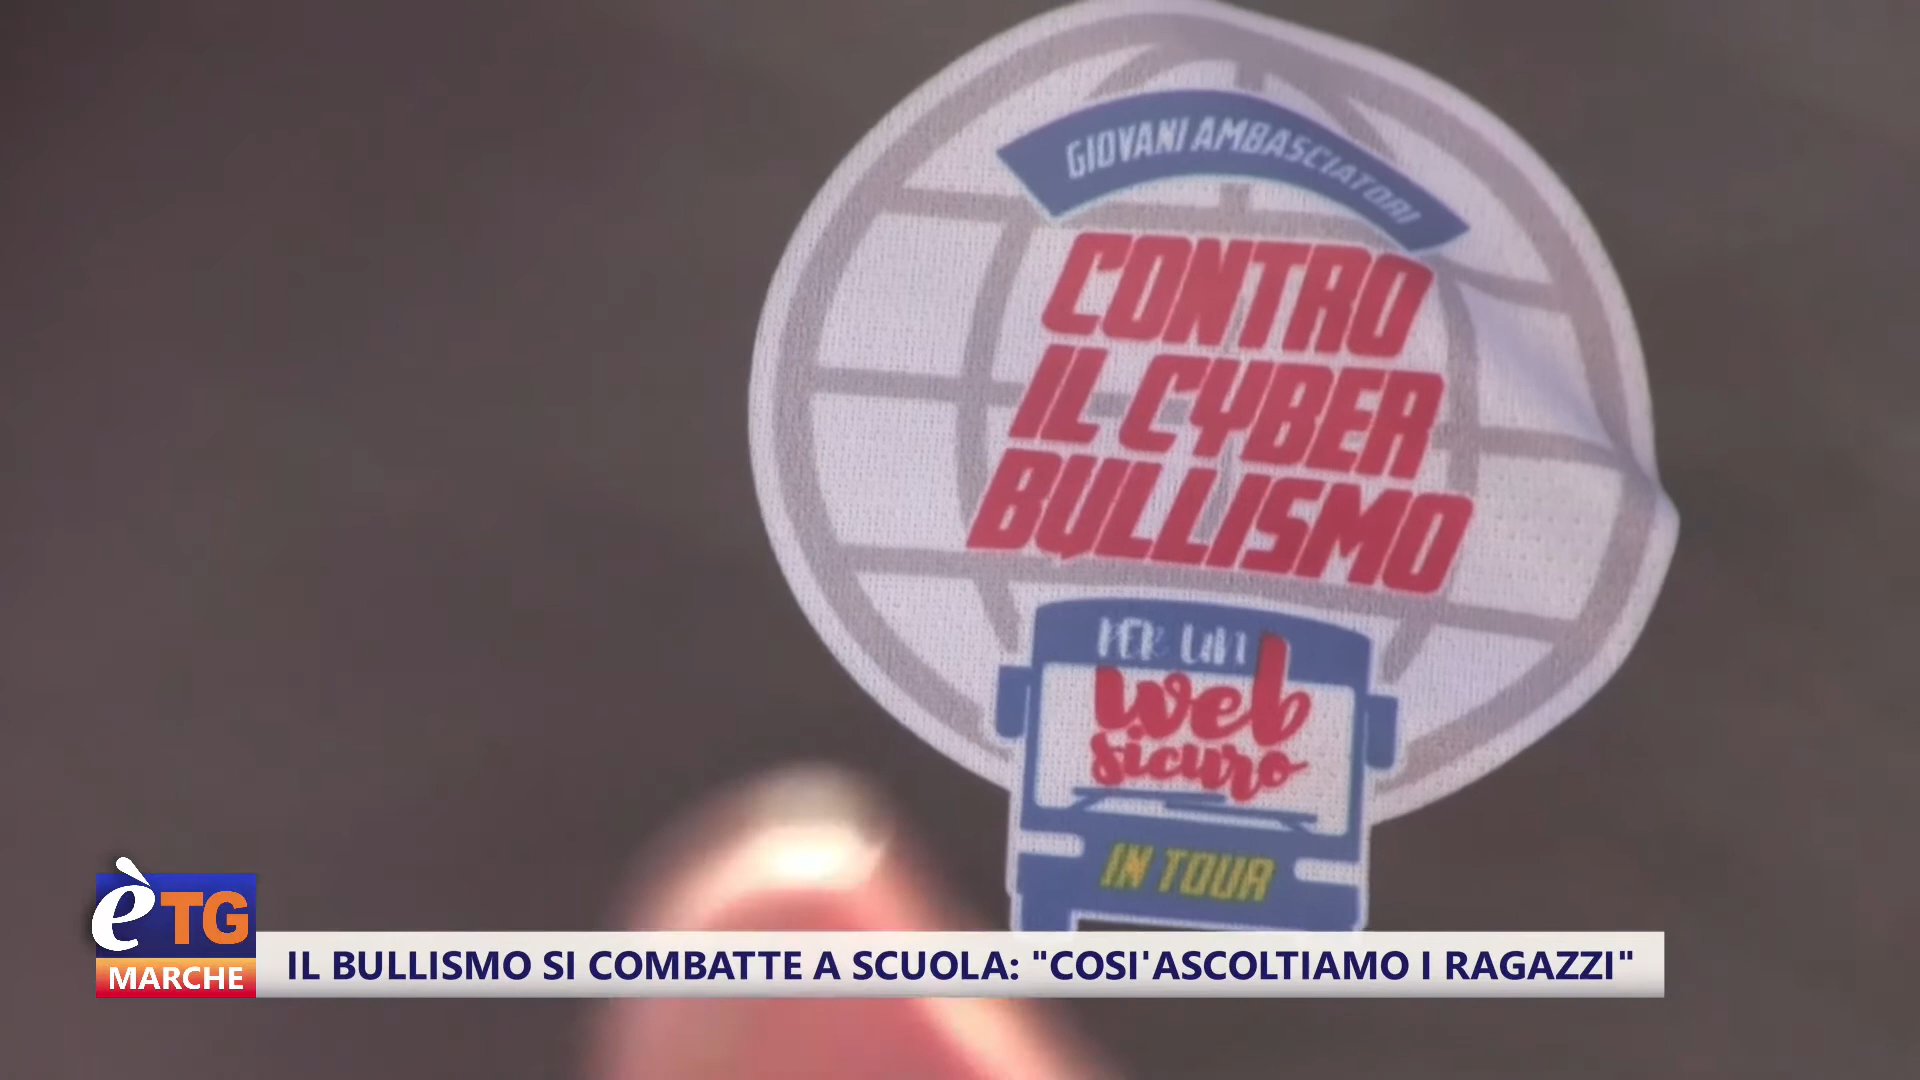 GIOVANI AMBASCIATORI
CONTRO
IL CYBER
BULLISMO
PER UN
web
sicuro
IN TOUR
è TG
MARCHE
IL BULLISMO SI COMBATTE A SCUOLA: "COSI'ASCOLTIAMO I RAGAZZI"